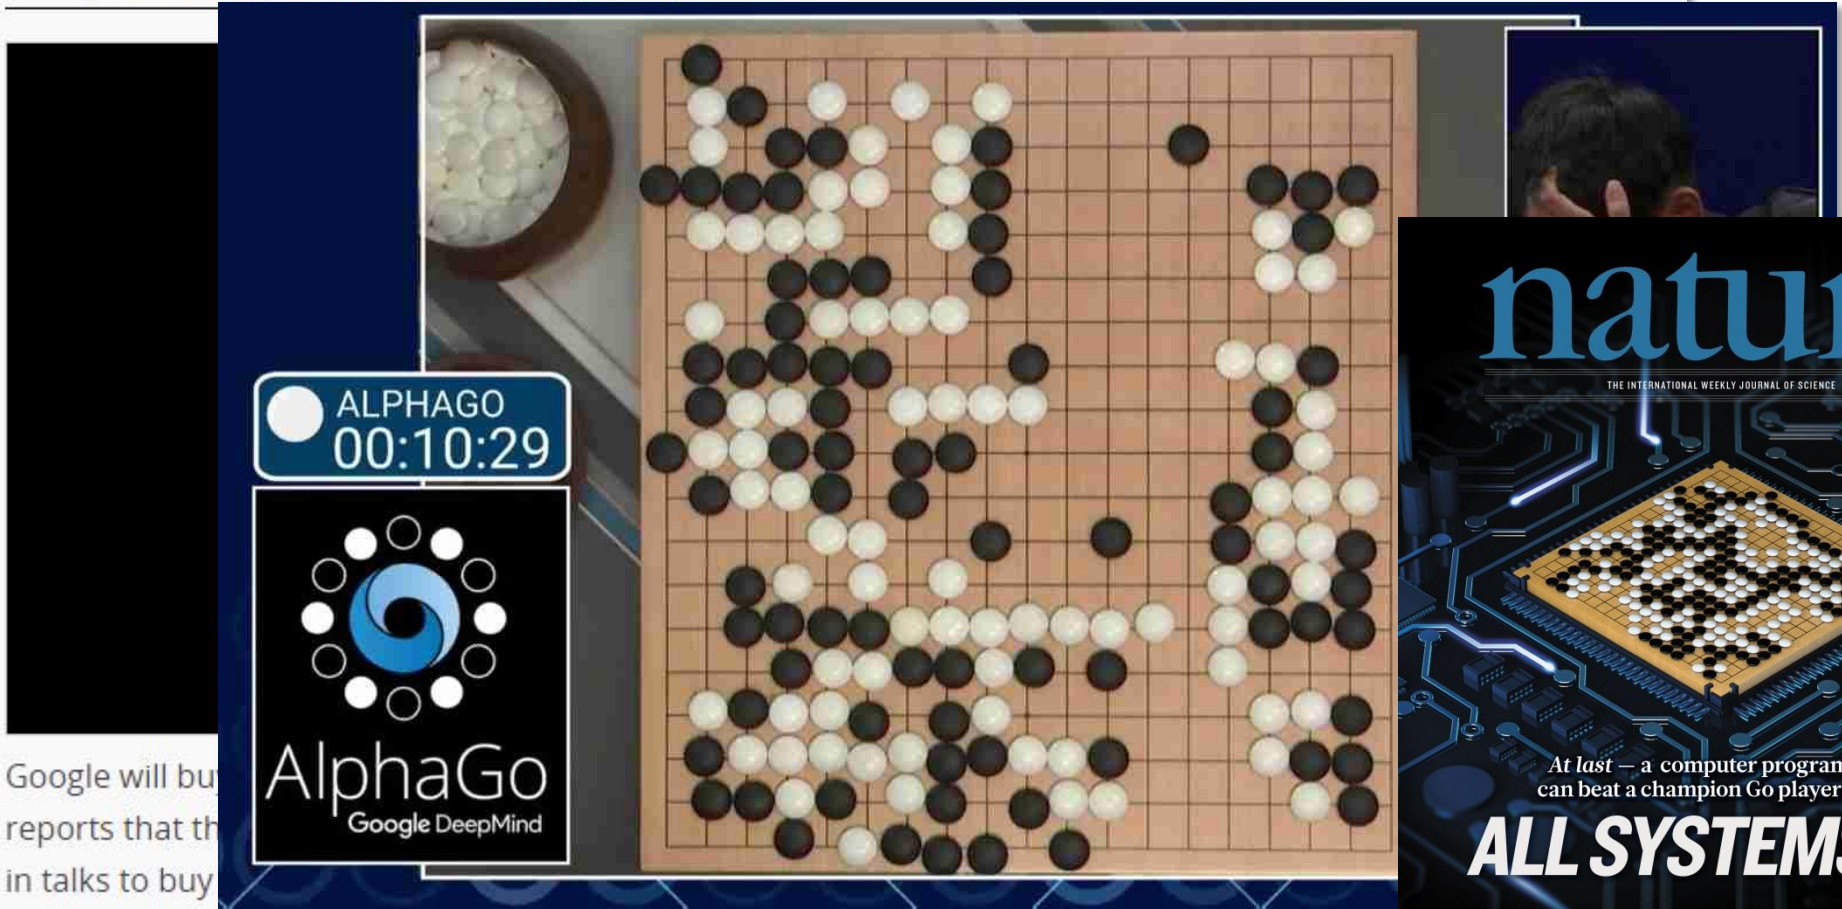 Google will bu
reports that th
in talks to buy
ALPHAGO
00:10:29
AlphaGo
Google DeepMind
natu
THE INTERNATIONAL WEEKLY JOURNAL OF SCIENCE
At last — a computer program
can beat a champion Go player
ALL SYSTEMS